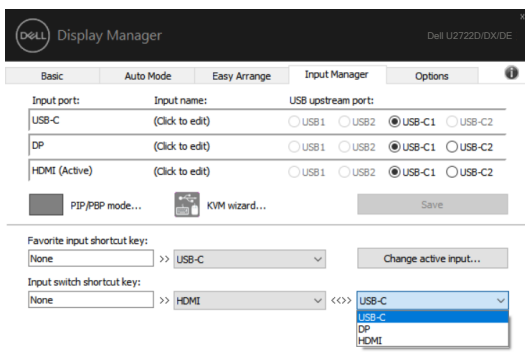 x
DELL Display Manager
Dell U2722D/DX/DE
Basic Auto Mode Easy Arrange Input Manager Options i
Input port: Input name: USB upstream port:
USB-C (Click to edit) USB1 USB2 USB-C1 USB-C2
DP (Click to edit) USB1 USB2 USB-C1 USB-C2
HDMI (Active) (Click to edit) USB1 USB2 USB-C1 USB-C2
PIP/PBP mode... KVM wizard... Save
Favorite input shortcut key:
None >> USB-C Change active input...
Input switch shortcut key:
None >> HDMI <<>> USB-C
USB-C
DP
HDMI